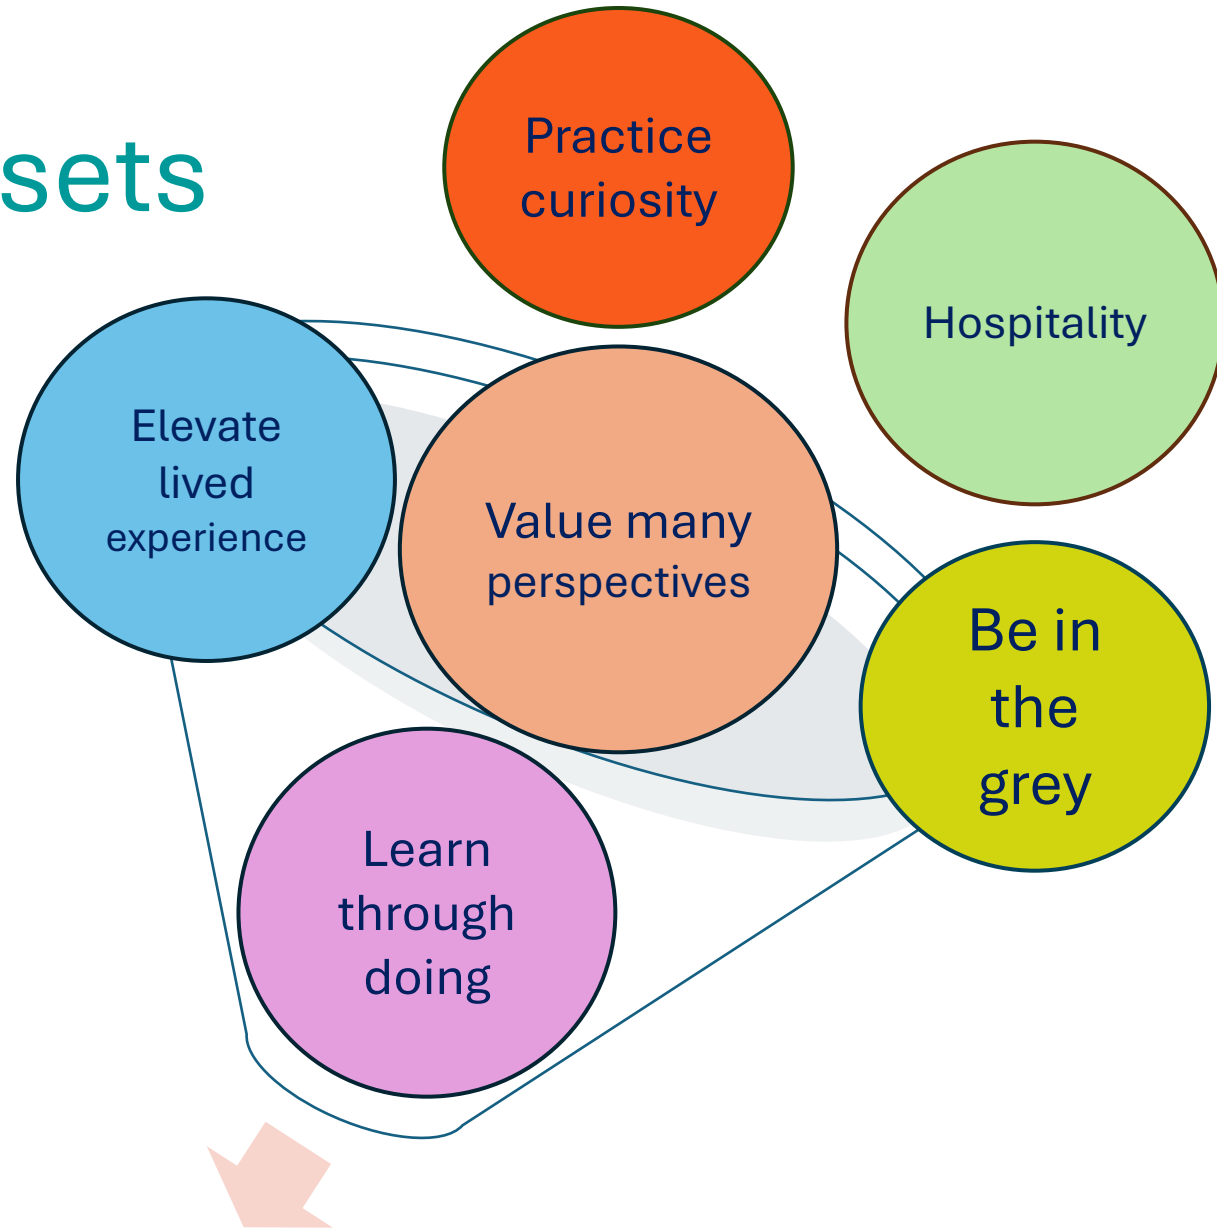 sets
Practice
curiosity
Hospitality
Elevate
lived
experience
Value many
perspectives
Be in
the
grey
Learn
through
doing